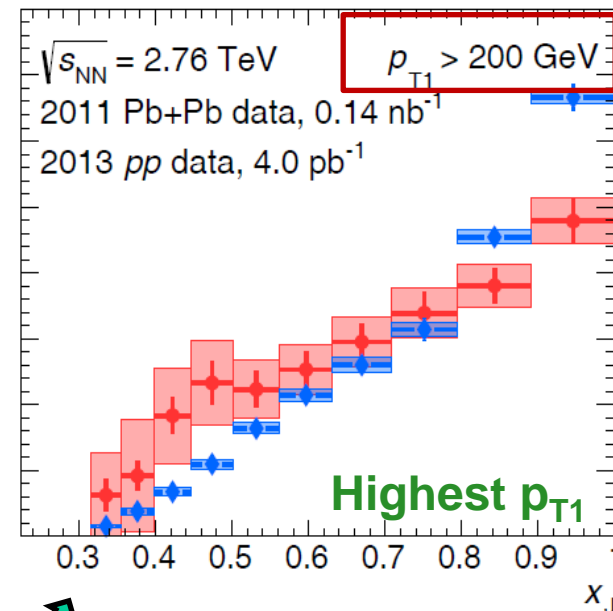 √s_NN = 2.76 TeV
p_T1 > 200 GeV
2011 Pb+Pb data, 0.14 nb⁻¹
2013 pp data, 4.0 pb⁻¹
Highest p_T1
0.3 0.4 0.5 0.6 0.7 0.8 0.9
x